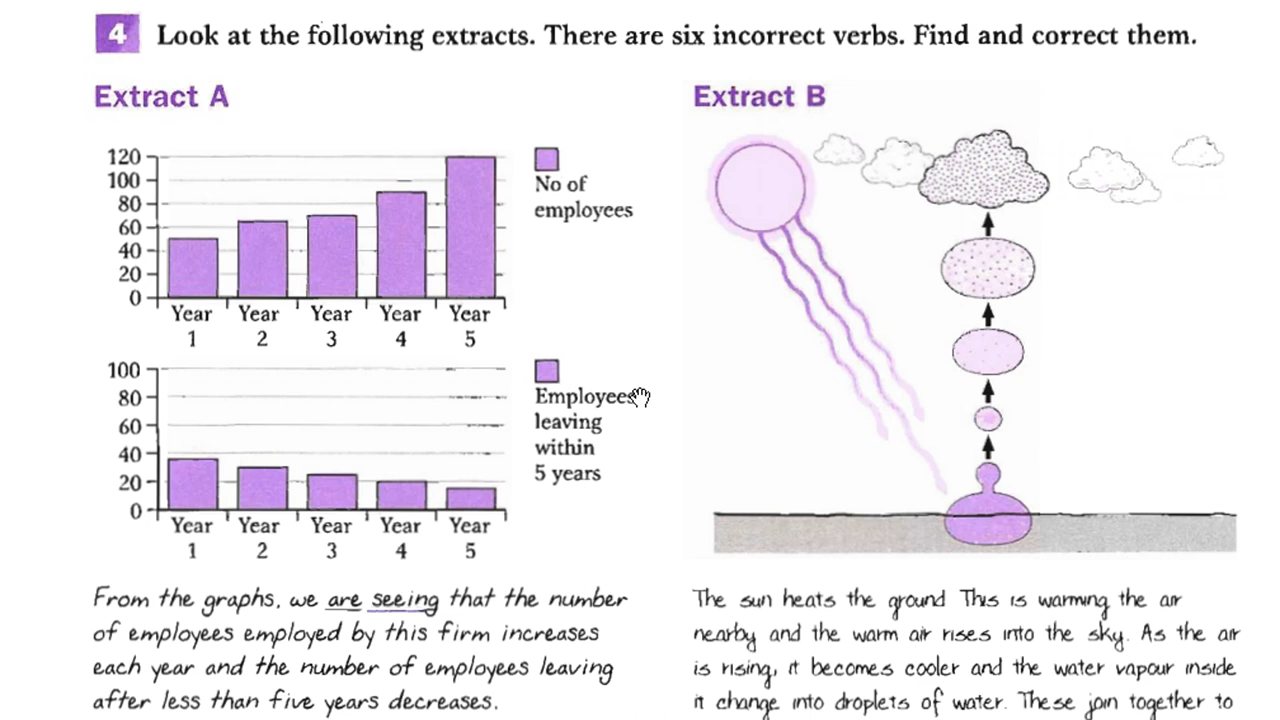 4 Look at the following extracts. There are six incorrect verbs. Find and correct them.
Extract A
120
100
80
60
40
20
0
Year Year Year Year Year
1 2 3 4 5
No of
employees
100
80
60
40
20
0
Year Year Year Year Year
1 2 3 4 5
Employees
leaving
within
5 years
From the graphs, we are seeing that the number
of employees employed by this firm increases
each year and the number of employees leaving
after less than five years decreases.
Extract B
The sun heats the ground This is warming the air
nearby and the warm air rises into the sky. As the air
is rising, it becomes cooler and the water vapour inside
it change into droplets of water. These join together to